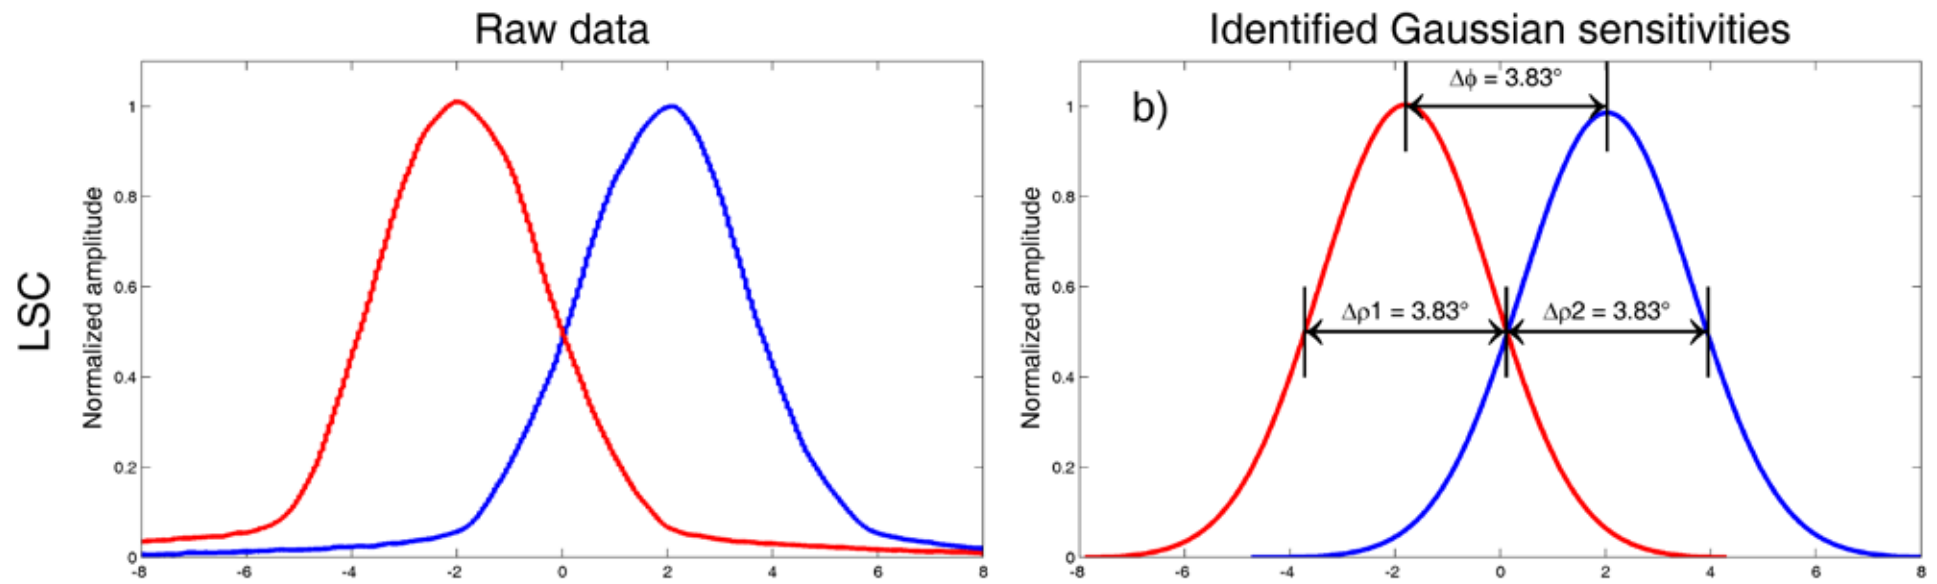 Raw data
LSC
Normalized amplitude
1
0.8
0.6
0.4
0.2
0
-8 -6 -4 -2 0 2 4 6 8
Identified Gaussian sensitivities
b)
Δϕ = 3.83°
Δρ1 = 3.83°
Δρ2 = 3.83°
Normalized amplitude
1
0.8
0.6
0.4
0.2
0
-8 -6 -4 -2 0 2 4 6 8